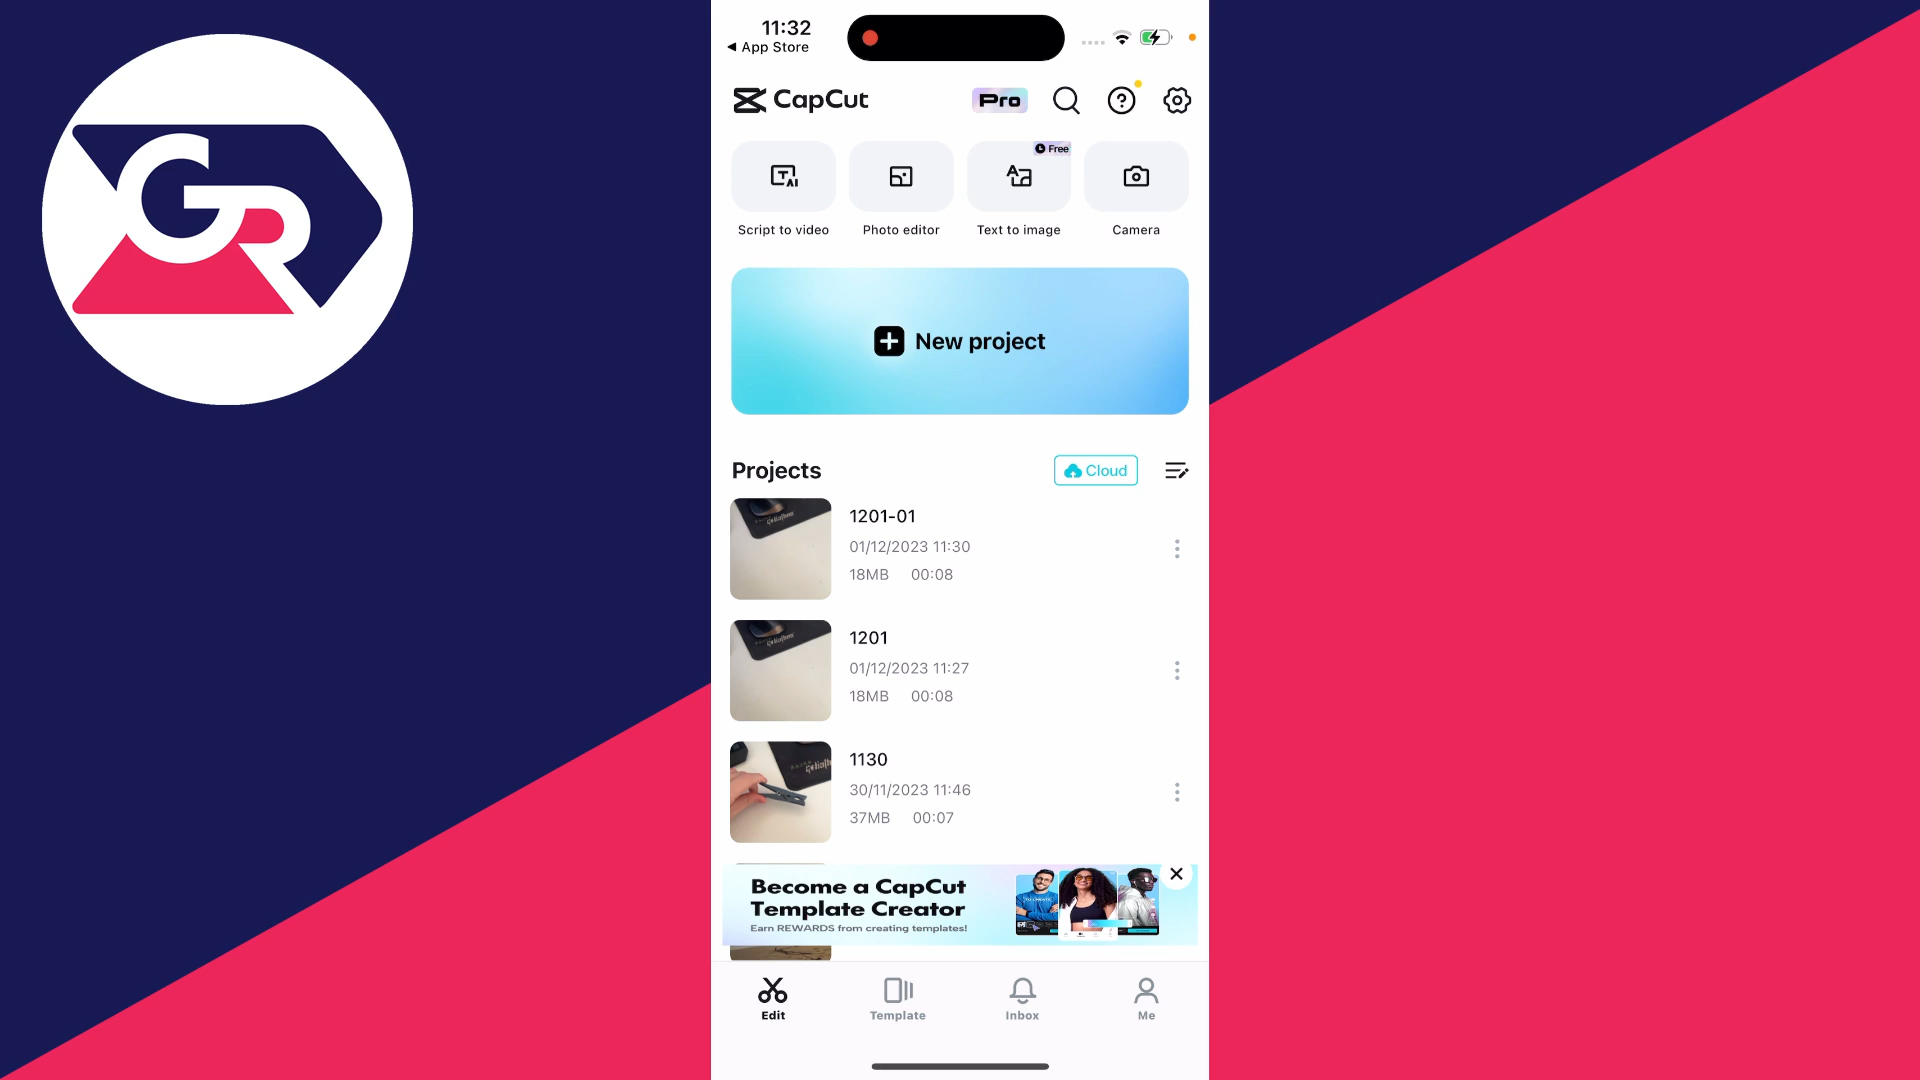 11:32
◀ App Store
CapCut
Pro
Free
Script to video
Photo editor
Text to image
Camera
New project
Projects
Cloud
1201-01
01/12/2023 11:30
18MB 00:08
1201
01/12/2023 11:27
18MB 00:08
1130
30/11/2023 11:46
37MB 00:07
Become a CapCut
Template Creator
Earn REWARDS from creating templates!
Edit
Template
Inbox
Me
GR